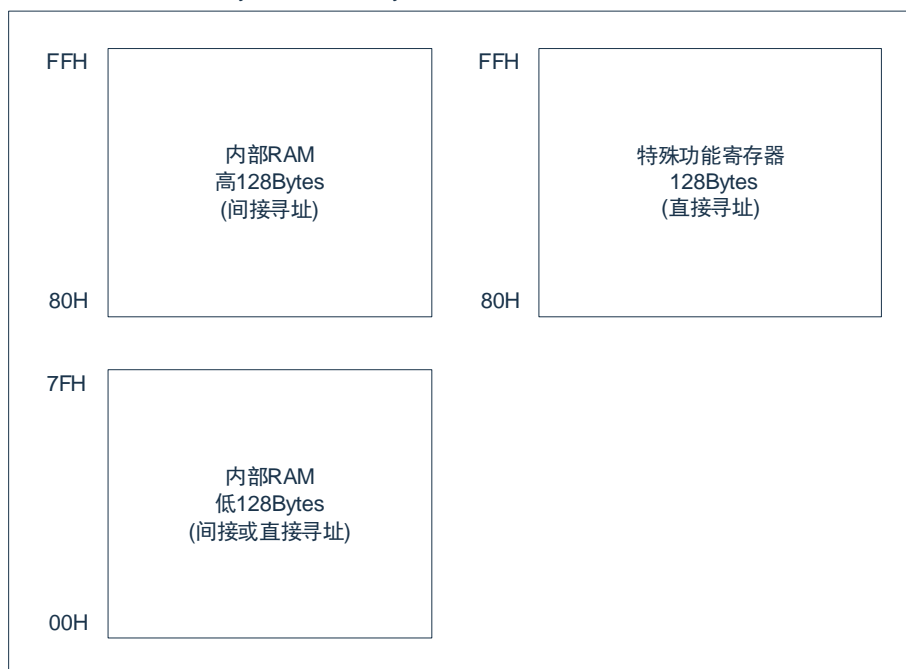 FFH
内部RAM
高128Bytes
(间接寻址)
80H
FFH
特殊功能寄存器
128Bytes
(直接寻址)
80H
7FH
内部RAM
低128Bytes
(间接或直接寻址)
00H